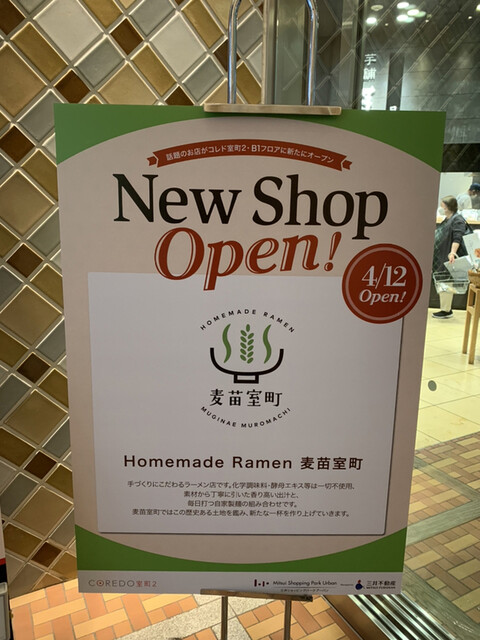 話題のお店がコレド室町2・B1フロアに新たにオープン
New Shop
Open!
4/12
Open!
HOMEMADE RAMEN
麦苗室町
MUGINAE MUROMACHI
Homemade Ramen 麦苗室町
手づくりにこだわるラーメン店です。化学調味料・酵母エキス等は一切不使用。
素材から丁寧に引いた香り高い出汁と、
毎日打つ自家製麺の組み合わせです。
麦苗室町ではこの歴史ある土地を鑑み、新たな一杯を作り上げていきます。
COREDO室町2
Mitsui Shopping Park Urban
三井不動産